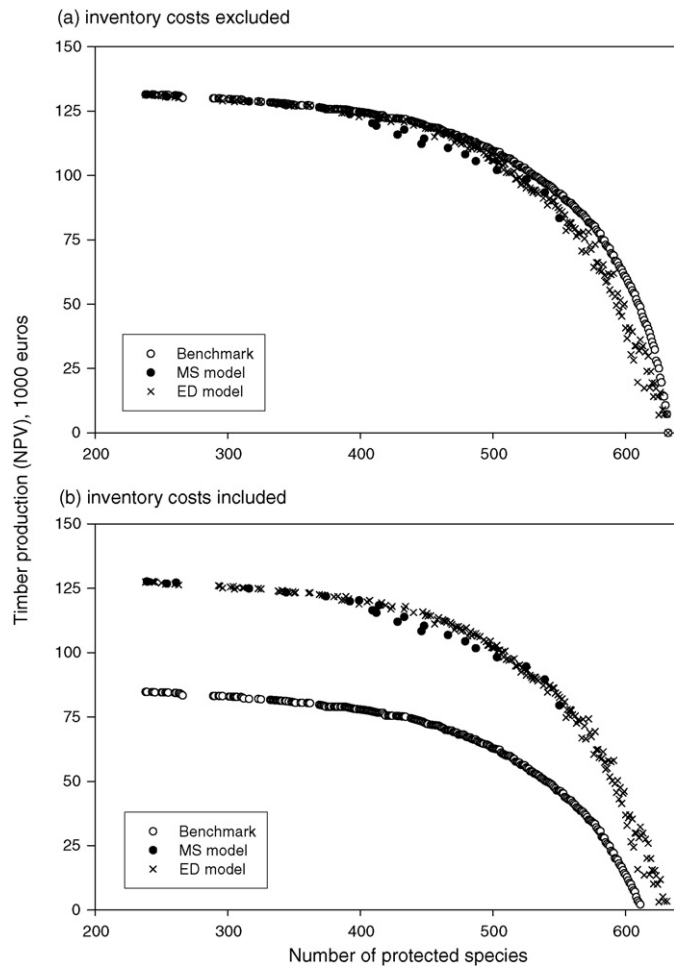 (a) inventory costs excluded
150
125
100
75
50
25
0
Benchmark
MS model
ED model
200 300 400 500 600
Timber production (NPV), 1000 euros
(b) inventory costs included
150
125
100
75
50
25
0
Benchmark
MS model
ED model
200 300 400 500 600
Number of protected species